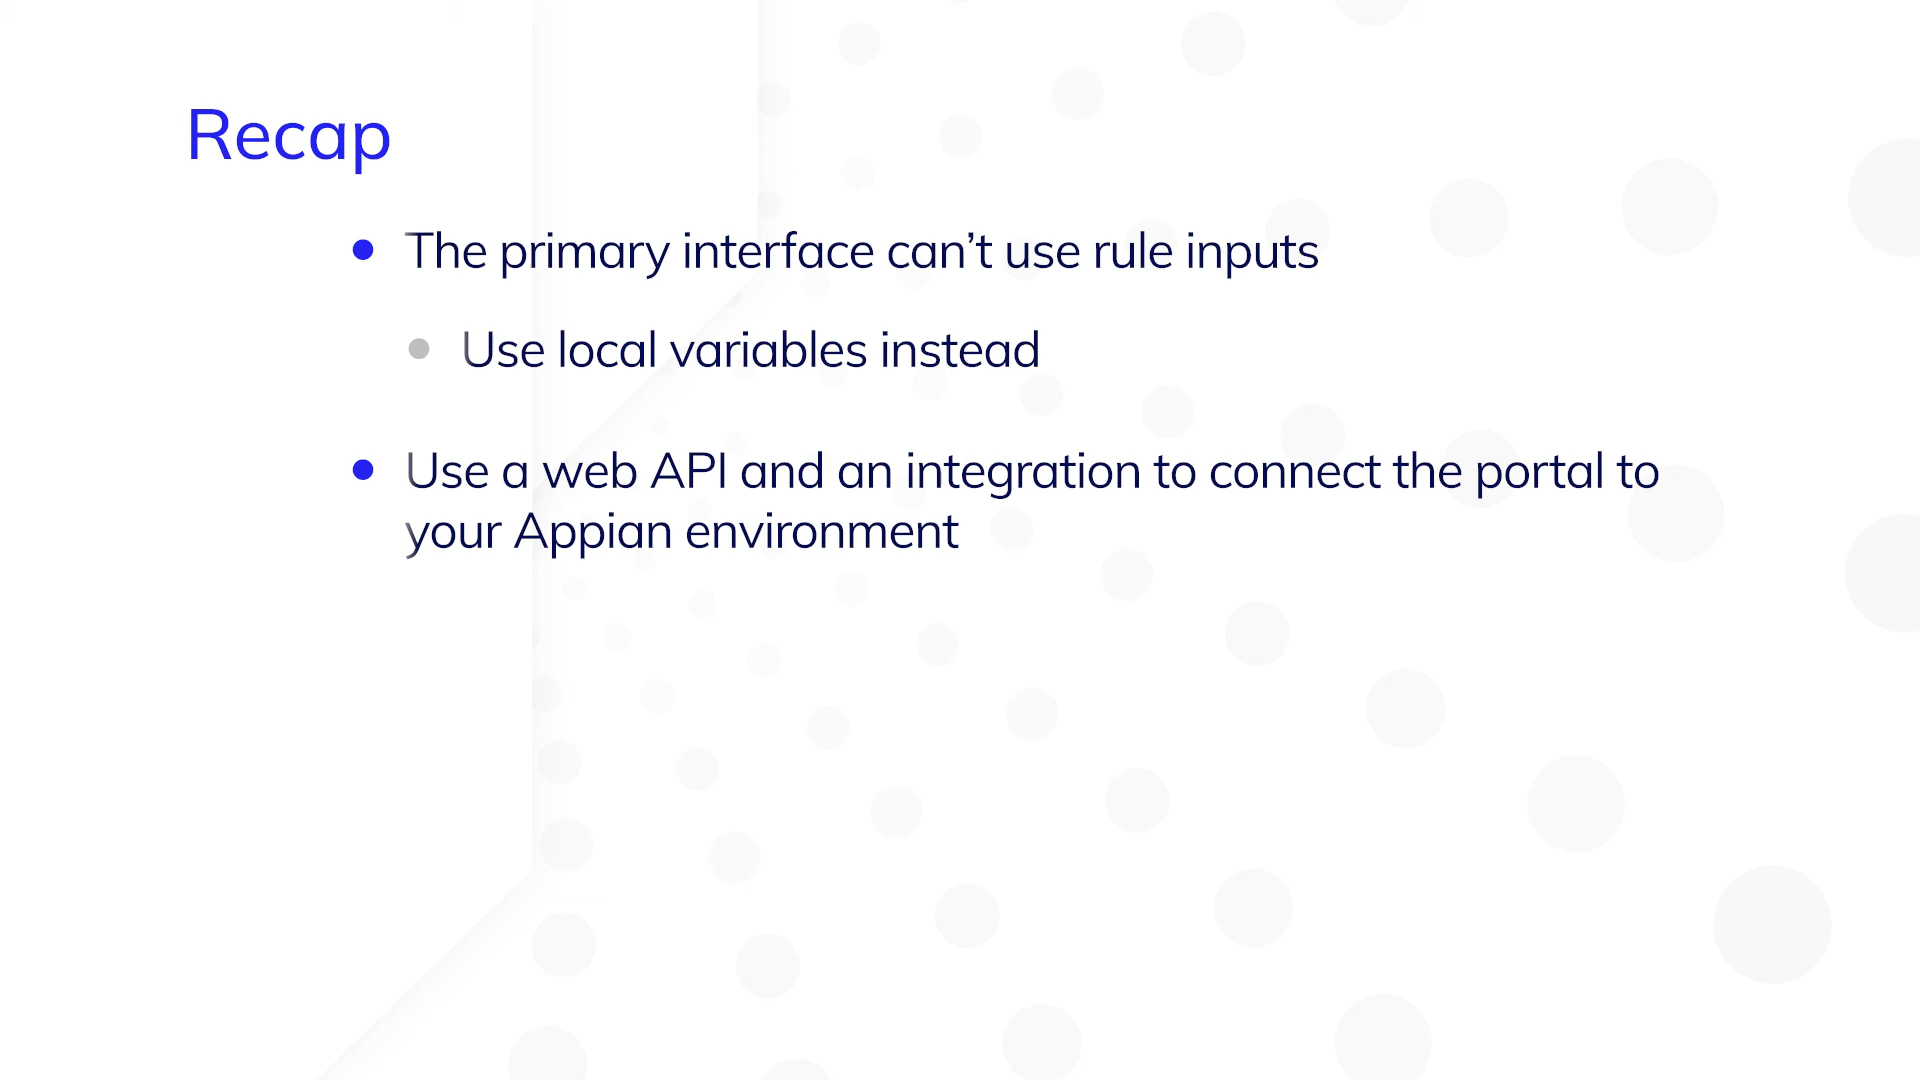 Recap
The primary interface can’t use rule inputs
Use local variables instead
Use a web API and an integration to connect the portal to
your Appian environment